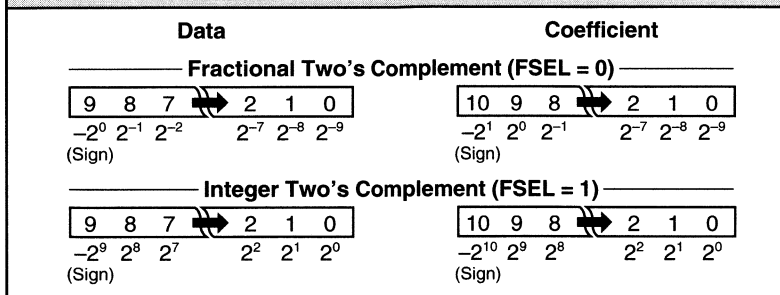 Data Coefficient
Fractional Two's Complement (FSEL = 0)
9 8 7 2 1 0 10 9 8 2 1 0
–2⁰ 2⁻¹ 2⁻² 2⁻⁷ 2⁻⁸ 2⁻⁹ –2¹ 2⁰ 2⁻¹ 2⁻⁷ 2⁻⁸ 2⁻⁹
(Sign) (Sign)
Integer Two's Complement (FSEL = 1)
9 8 7 2 1 0 10 9 8 2 1 0
–2⁹ 2⁸ 2⁷ 2² 2¹ 2⁰ –2¹⁰ 2⁹ 2⁸ 2² 2¹ 2⁰
(Sign) (Sign)